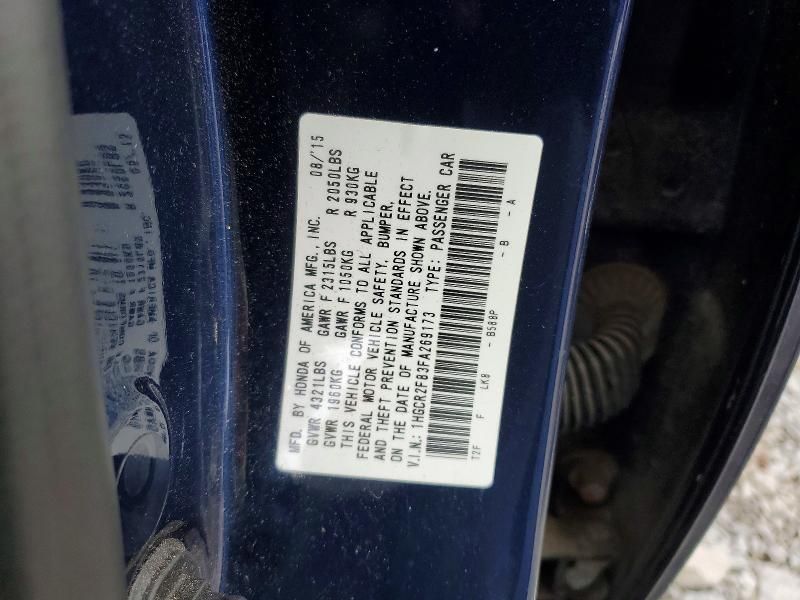 MFD. BY HONDA OF AMERICA MFG., INC. 08/'15
GVWR 4321LBS GAWR F 2315LBS R 2050LBS
GVWR 1960KG GAWR F 1050KG R 930KG
THIS VEHICLE CONFORMS TO ALL APPLICABLE
FEDERAL MOTOR VEHICLE SAFETY, BUMPER,
AND THEFT PREVENTION STANDARDS IN EFFECT
ON THE DATE OF MANUFACTURE SHOWN ABOVE.
V.I.N.: 1HGCR2F83FA269173 TYPE: PASSENGER CAR
T2F F LK8 - B588P - B - A